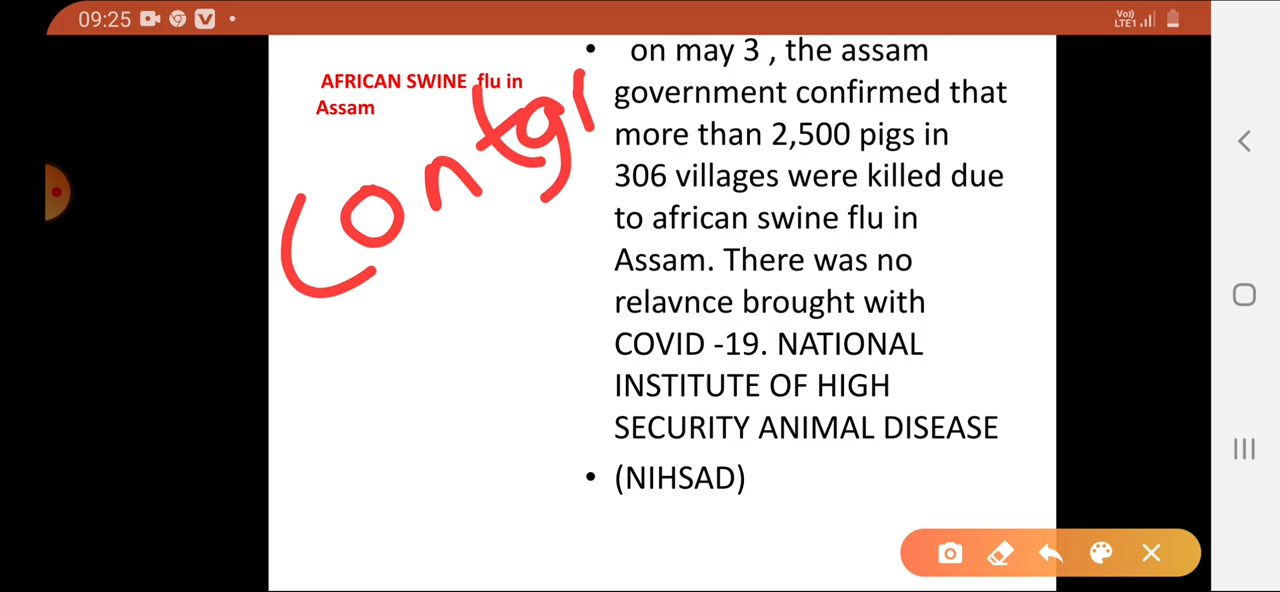 09:25
Vo))
LTE1
AFRICAN SWINE flu in
Assam
on may 3 , the assam
government confirmed that
more than 2,500 pigs in
306 villages were killed due
to african swine flu in
Assam. There was no
relavnce brought with
COVID -19. NATIONAL
INSTITUTE OF HIGH
SECURITY ANIMAL DISEASE
(NIHSAD)